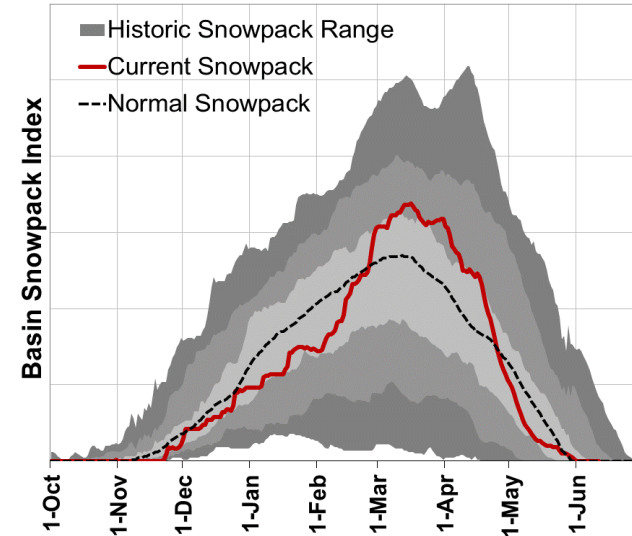 Historic Snowpack Range
Current Snowpack
Normal Snowpack
Basin Snowpack Index
1-Oct
1-Nov
1-Dec
1-Jan
1-Feb
1-Mar
1-Apr
1-May
1-Jun